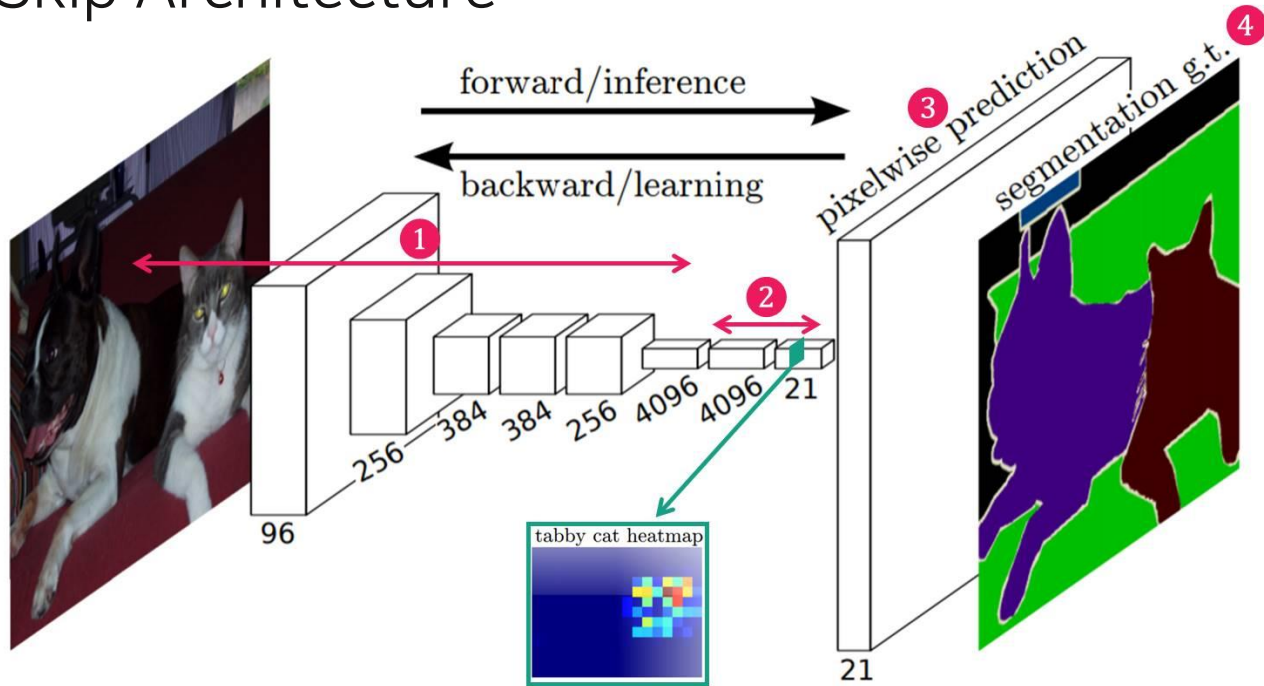 Skip Architecture
4
forward/inference
3
pixelwise prediction
segmentation g.t.
backward/learning
1
2
96
256
384
384
256
4096
4096
21
tabby cat heatmap
21